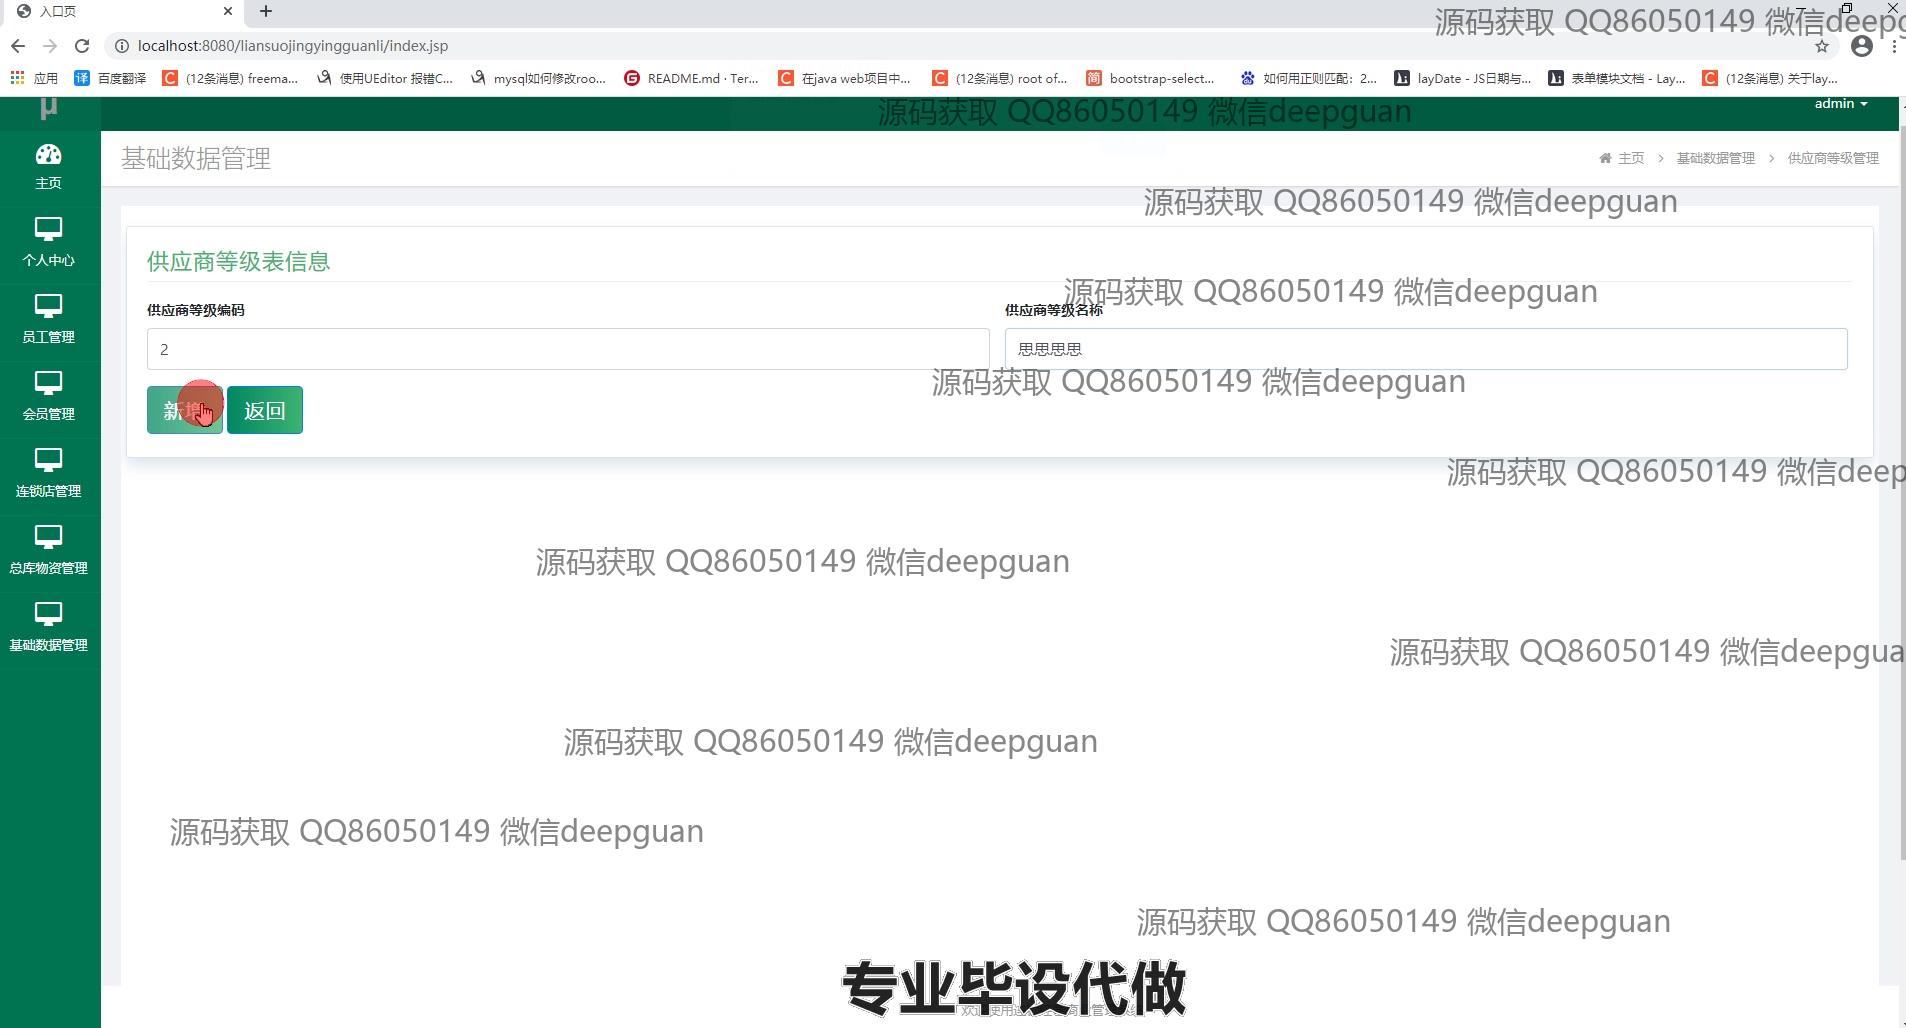 入口页
localhost:8080/liansuojingyingguanli/index.jsp
源码获取 QQ86050149 微信deepg
应用 百度翻译 (12条消息) freema... 使用UEditor 报错C... mysql如何修改roo... README.md · Ter... 在java web项目中... (12条消息) root of... bootstrap-select... 如何用正则匹配：2... layDate - JS日期与... 表单模块文档 - Lay... (12条消息) 关于lay...
μ
源码获取 QQ86050149 微信deepguan
admin
基础数据管理
主页 > 基础数据管理 > 供应商等级管理
主页
个人中心
员工管理
会员管理
连锁店管理
总库物资管理
基础数据管理
源码获取 QQ86050149 微信deepguan
供应商等级表信息
源码获取 QQ86050149 微信deepguan
供应商等级编码
供应商等级名称
2
思思思思
源码获取 QQ86050149 微信deepguan
新增
返回
源码获取 QQ86050149 微信deep
源码获取 QQ86050149 微信deepguan
源码获取 QQ86050149 微信deepgua
源码获取 QQ86050149 微信deepguan
源码获取 QQ86050149 微信deepguan
源码获取 QQ86050149 微信deepguan
专业毕设代做